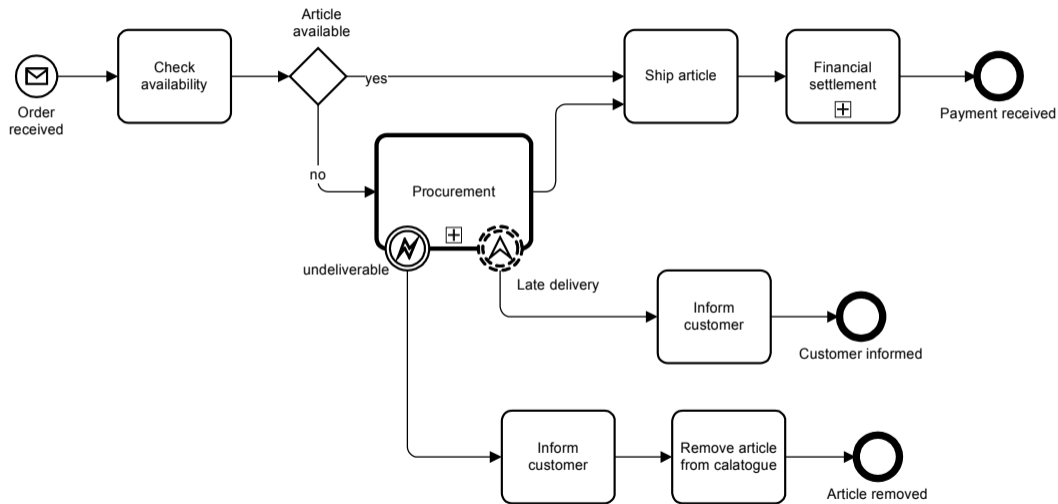 Article
available
Check
availability
yes
Ship article
Financial
settlement
Order
received
Payment received
no
Procurement
undeliverable
Late delivery
Inform
customer
Customer informed
Inform
customer
Remove article
from calatogue
Article removed